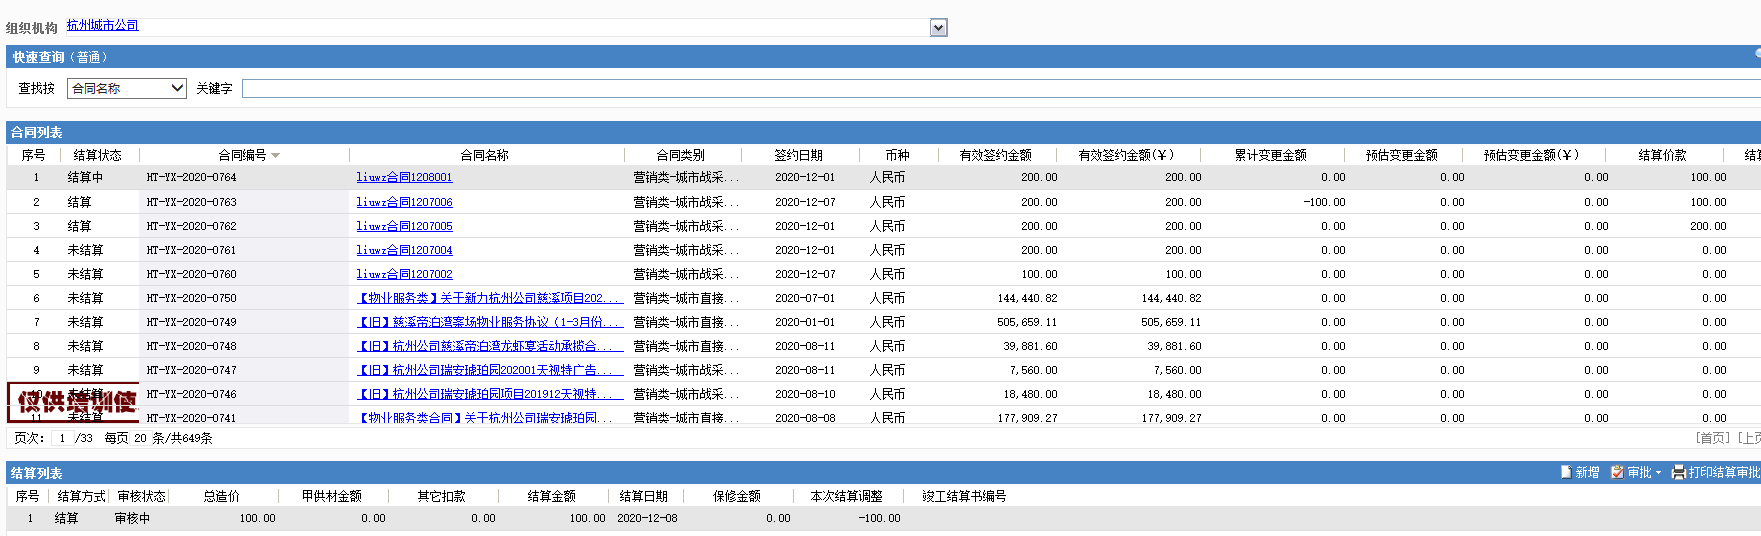 组织机构 杭州城市公司
快速查询（普通）
查找按 合同名称 关键字
合同列表
序号 结算状态 合同编号 合同名称 合同类别 签约日期 币种 有效签约金额 有效签约金额(￥) 累计变更金额 预估变更金额 预估变更金额(￥) 结算价款 结算
1 结算中 HT-YX-2020-0764 liuwz合同1208001 营销类-城市战采... 2020-12-01 人民币 200.00 200.00 0.00 0.00 0.00 100.00
2 结算 HT-YX-2020-0763 liuwz合同1207006 营销类-城市战采... 2020-12-07 人民币 200.00 200.00 -100.00 0.00 0.00 100.00
3 结算 HT-YX-2020-0762 liuwz合同1207005 营销类-城市战采... 2020-12-01 人民币 200.00 200.00 0.00 0.00 0.00 200.00
4 未结算 HT-YX-2020-0761 liuwz合同1207004 营销类-城市战采... 2020-12-01 人民币 200.00 200.00 0.00 0.00 0.00 0.00
5 未结算 HT-YX-2020-0760 liuwz合同1207002 营销类-城市战采... 2020-12-07 人民币 100.00 100.00 0.00 0.00 0.00 0.00
6 未结算 HT-YX-2020-0750 【物业服务类】关于新力杭州公司慈溪项目202... 营销类-城市直接... 2020-07-01 人民币 144,440.82 144,440.82 0.00 0.00 0.00 0.00
7 未结算 HT-YX-2020-0749 【旧】慈溪帝泊湾案场物业服务协议（1-3月份... 营销类-城市直接... 2020-01-01 人民币 505,659.11 505,659.11 0.00 0.00 0.00 0.00
8 未结算 HT-YX-2020-0748 【旧】杭州公司慈溪帝泊湾龙虾宴活动承揽合... 营销类-城市直接... 2020-08-11 人民币 39,881.60 39,881.60 0.00 0.00 0.00 0.00
9 未结算 HT-YX-2020-0747 【旧】杭州公司瑞安琥珀园202001天视特广告... 营销类-城市直接... 2020-08-11 人民币 7,560.00 7,560.00 0.00 0.00 0.00 0.00
10 未结算 HT-YX-2020-0746 【旧】杭州公司瑞安琥珀园项目201912天视特... 营销类-城市直接... 2020-08-10 人民币 18,480.00 18,480.00 0.00 0.00 0.00 0.00
仅供培训使
11 未结算 HT-YX-2020-0741 【物业服务类合同】关于杭州公司瑞安琥珀园... 营销类-城市直接... 2020-08-08 人民币 177,909.27 177,909.27 0.00 0.00 0.00 0.00
页次： 1 /33 每页 20 条/共649条 [首页] [上页
结算列表 新增 审批 打印结算审批
序号 结算方式 审核状态 总造价 甲供材金额 其它扣款 结算金额 结算日期 保修金额 本次结算调整 竣工结算书编号
1 结算 审核中 100.00 0.00 0.00 100.00 2020-12-08 0.00 -100.00